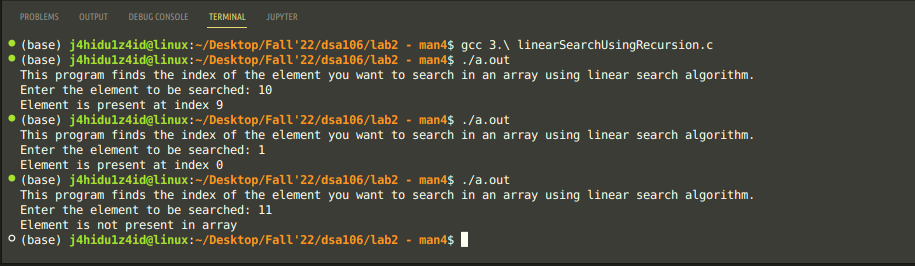 PROBLEMS OUTPUT DEBUG CONSOLE TERMINAL JUPYTER
(base) j4hidu1z4id@linux:~/Desktop/Fall'22/dsa106/lab2 - man4$ gcc 3.\ linearSearchUsingRecursion.c
(base) j4hidu1z4id@linux:~/Desktop/Fall'22/dsa106/lab2 - man4$ ./a.out
This program finds the index of the element you want to search in an array using linear search algorithm.
Enter the element to be searched: 10
Element is present at index 9
(base) j4hidu1z4id@linux:~/Desktop/Fall'22/dsa106/lab2 - man4$ ./a.out
This program finds the index of the element you want to search in an array using linear search algorithm.
Enter the element to be searched: 1
Element is present at index 0
(base) j4hidu1z4id@linux:~/Desktop/Fall'22/dsa106/lab2 - man4$ ./a.out
This program finds the index of the element you want to search in an array using linear search algorithm.
Enter the element to be searched: 11
Element is not present in array
(base) j4hidu1z4id@linux:~/Desktop/Fall'22/dsa106/lab2 - man4$